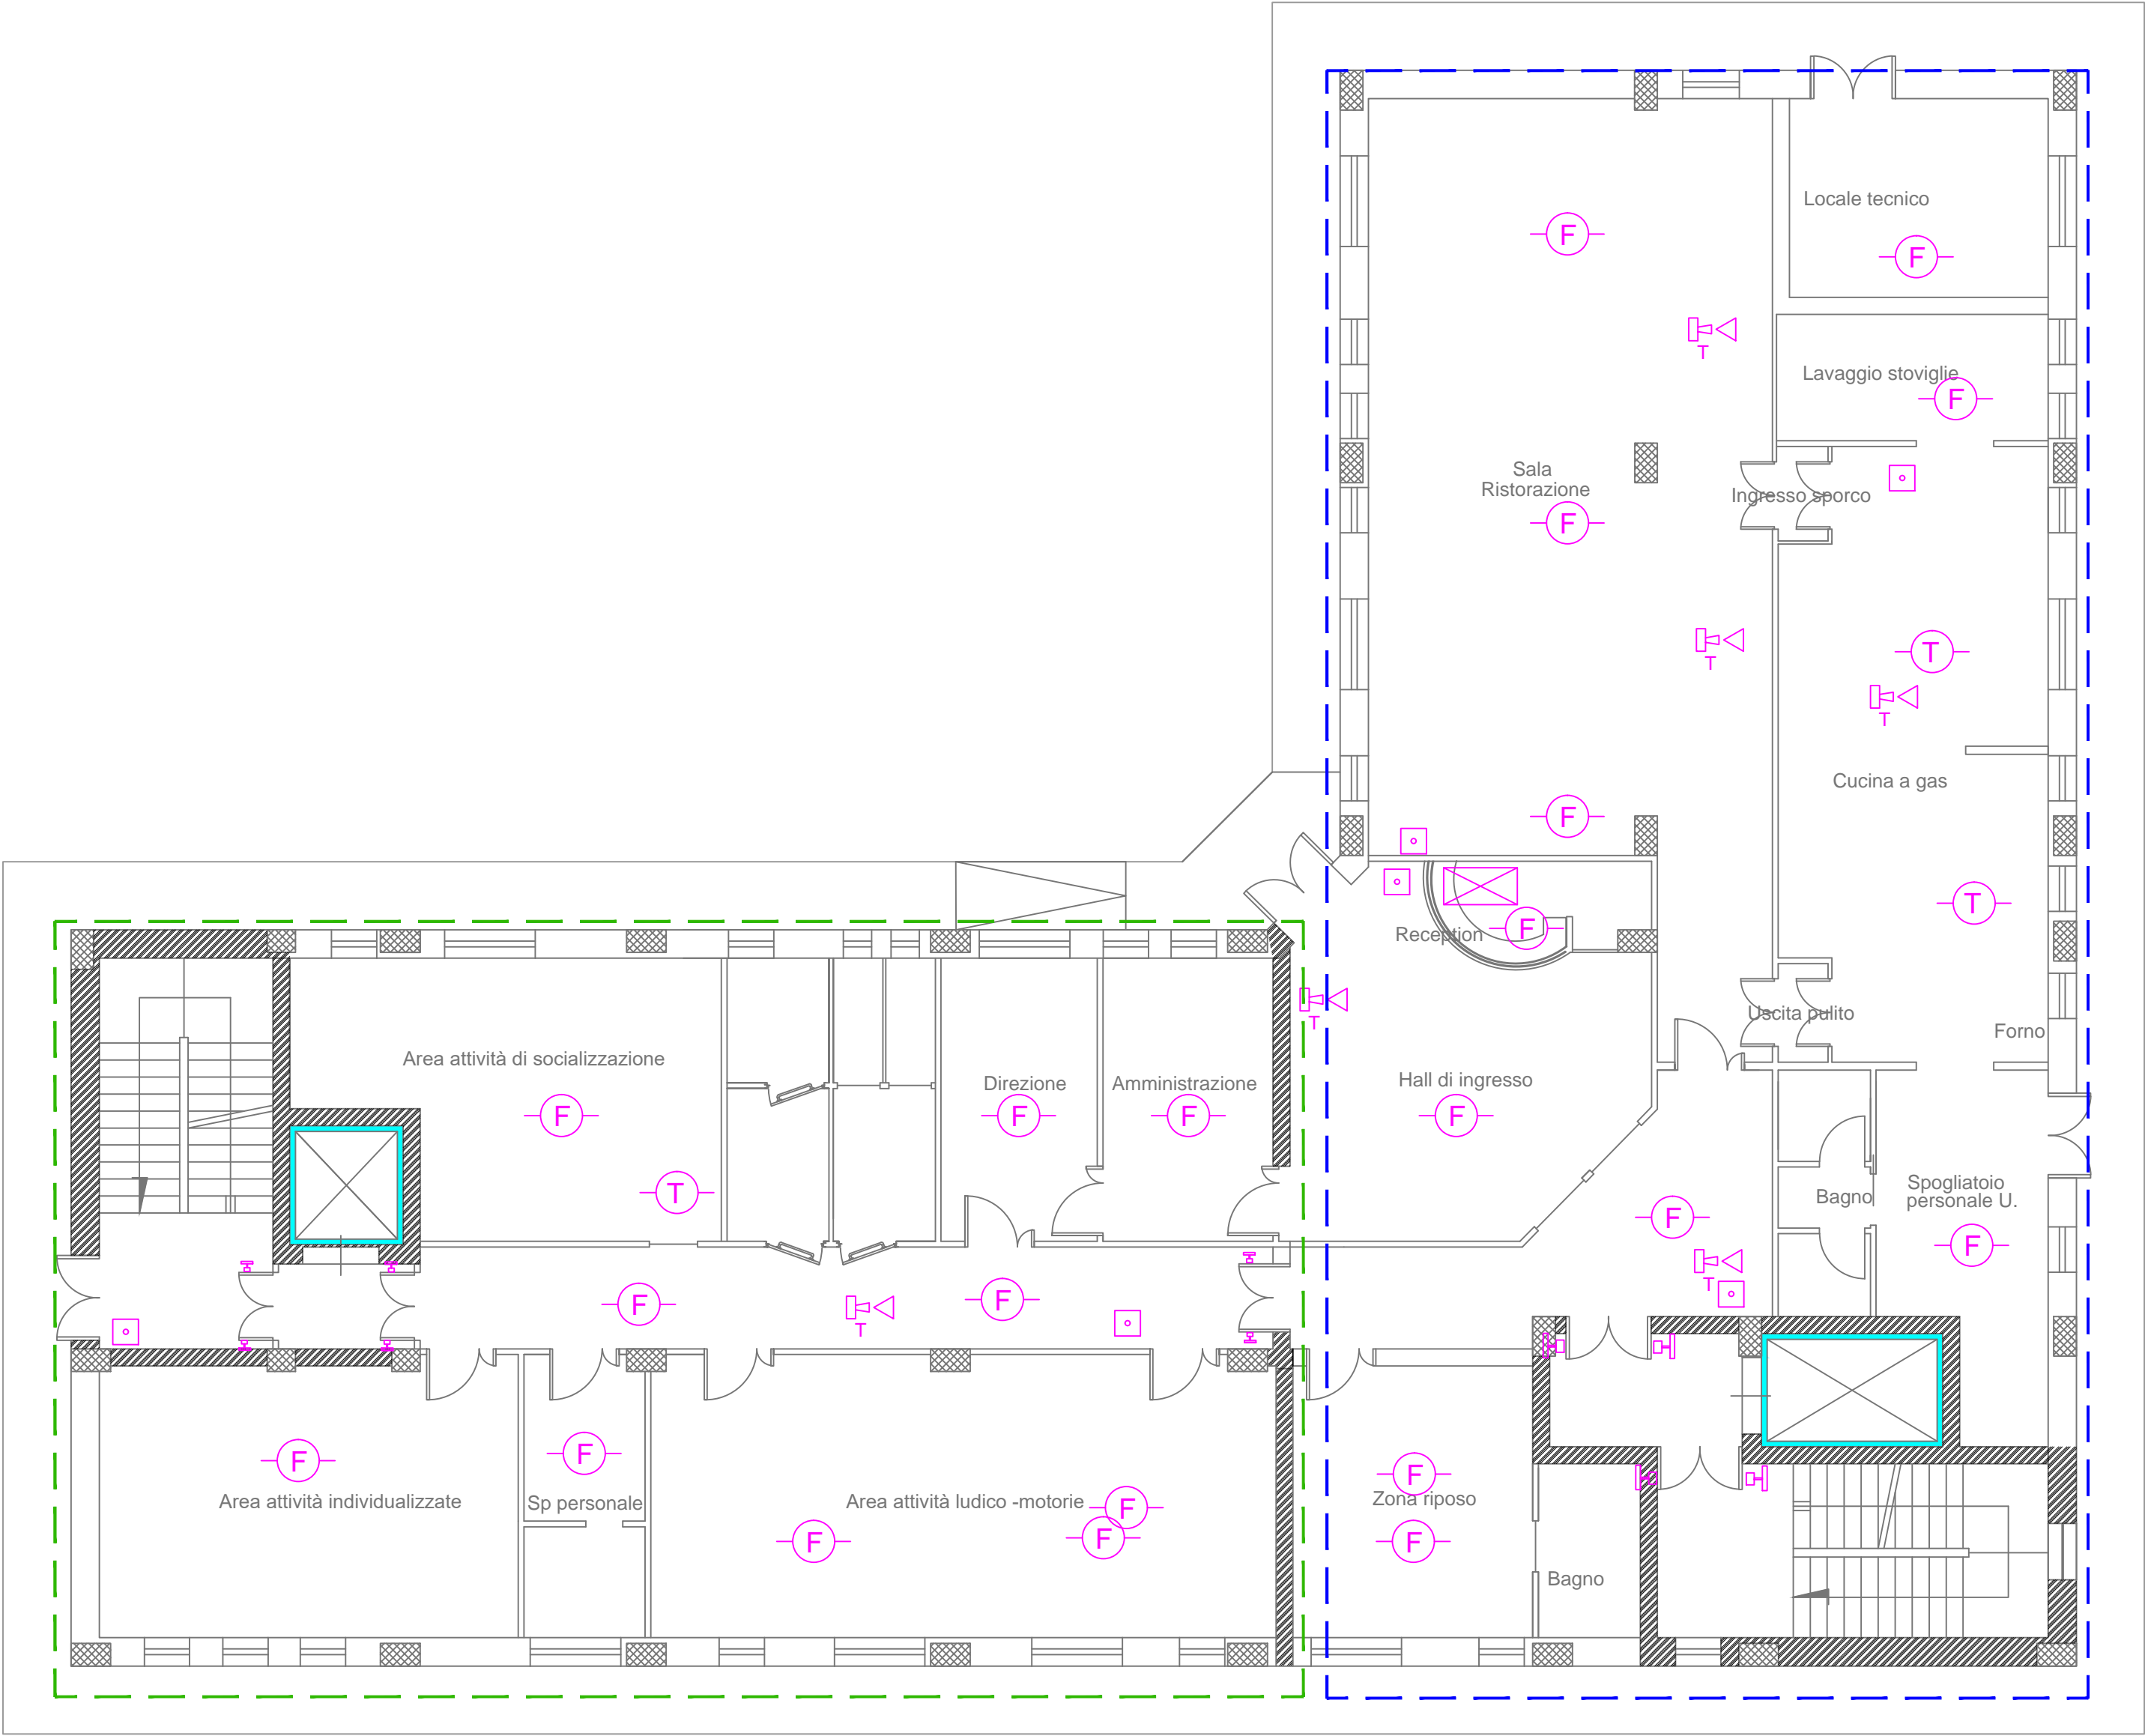 Locale tecnico
F
F
T
Lavaggio stoviglie
F
Sala
Ristorazione
Ingresso sporco
F
T
T
T
Cucina a gas
F
T
Reception
F
T
Uscita pulito
Forno
Area attività di socializzazione
Direzione
Amministrazione
Hall di ingresso
F
F
F
F
T
Bagno
Spogliatoio
personale U.
F
F
T
F
F
T
F
F
F
Area attività individualizzate
Sp personale
Area attività ludico -motorie
F
F
F
Zona riposo
F
F
Bagno